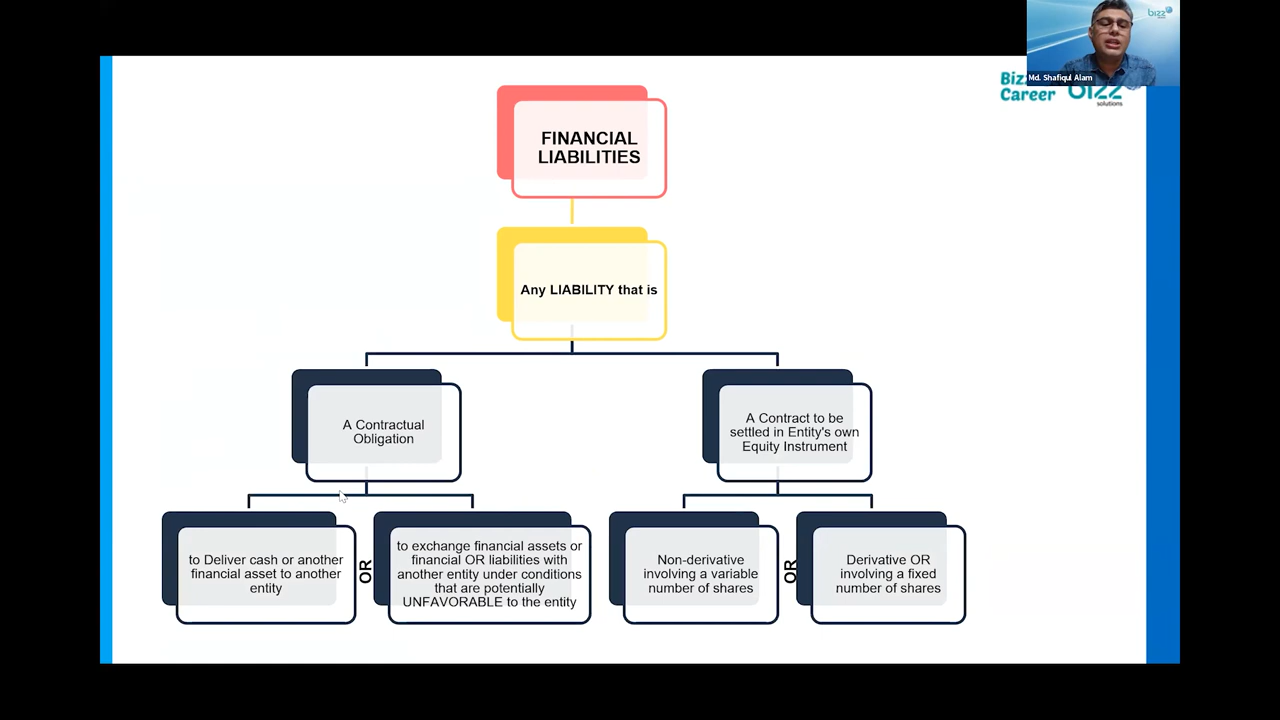 bizz
Md. Shafiqul Alam
Career
bizz
solutions
FINANCIAL
LIABILITIES
Any LIABILITY that is
A Contractual
Obligation
A Contract to be
settled in Entity's own
Equity Instrument
to Deliver cash or another
financial asset to another
entity
OR
to exchange financial assets or
financial OR liabilities with
another entity under conditions
that are potentially
UNFAVORABLE to the entity
Non-derivative
involving a variable
number of shares
OR
Derivative OR
involving a fixed
number of shares